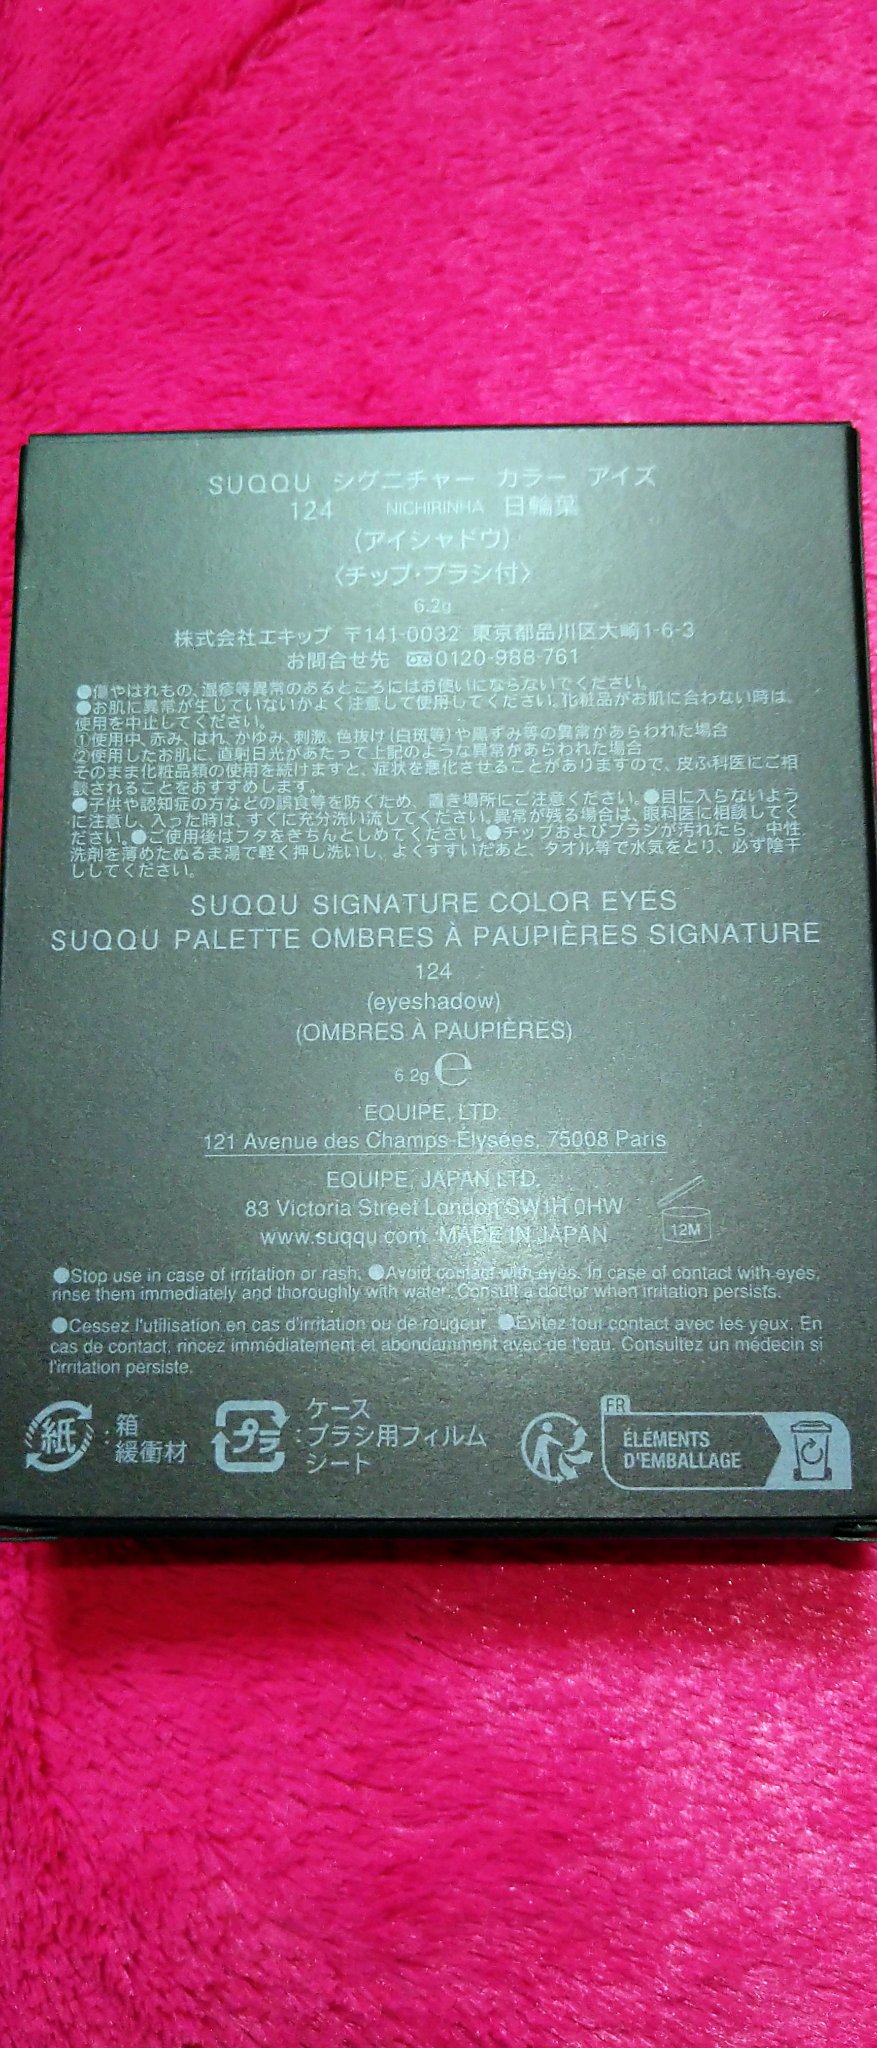 SUQQU シグニチャー カラー アイズ
124 NICHIRINHA 日輪葉
(アイシャドウ)
〈チップ・ブラシ付〉
6.2g
株式会社エキップ 〒141-0032 東京都品川区大崎1-6-3
お問合せ先 0120-988-761
●傷やはれもの、湿疹等異常のあるところにはお使いにならないでください。
●お肌に異常が生じていないかよく注意して使用してください。化粧品がお肌に合わない時は、
使用を中止してください。
①使用中、赤み、はれ、かゆみ、刺激、色抜け(白斑等)や黒ずみ等の異常があらわれた場合
②使用したお肌に、直射日光があたって上記のような異常があらわれた場合
そのまま化粧品類の使用を続けますと、症状を悪化させることがありますので、皮ふ科医にご相
談されることをおすすめします。
●子供や認知症の方などの誤食等を防ぐため、置き場所にご注意ください。●目に入らないよう
に注意し、入った時は、すぐに充分洗い流してください。異常が残る場合は、眼科医に相談してく
ださい。●ご使用後はフタをきちんとしめてください。●チップおよびブラシが汚れたら、中性
洗剤を薄めたぬるま湯で軽く押し洗いし、よくすすいだあと、タオル等で水気をとり、必ず陰干
ししてください。
SUQQU SIGNATURE COLOR EYES
SUQQU PALETTE OMBRES À PAUPIÈRES SIGNATURE
124
(eyeshadow)
(OMBRES À PAUPIÈRES)
6.2g ℮
EQUIPE, LTD.
121 Avenue des Champs-Élysées, 75008 Paris
EQUIPE, JAPAN LTD.
83 Victoria Street London SW1H 0HW
www.suqqu.com MADE IN JAPAN
12M
●Stop use in case of irritation or rash. ●Avoid contact with eyes. In case of contact with eyes,
rinse them immediately and thoroughly with water. Consult a doctor when irritation persists.
●Cessez l'utilisation en cas d'irritation ou de rougeur. ●Évitez tout contact avec les yeux. En
cas de contact, rincez immédiatement et abondamment avec de l'eau. Consultez un médecin si
l'irritation persiste.
紙 : 箱
緩衝材
プラ : ケース
ブラシ用フィルム
シート
FR
ÉLÉMENTS
D'EMBALLAGE